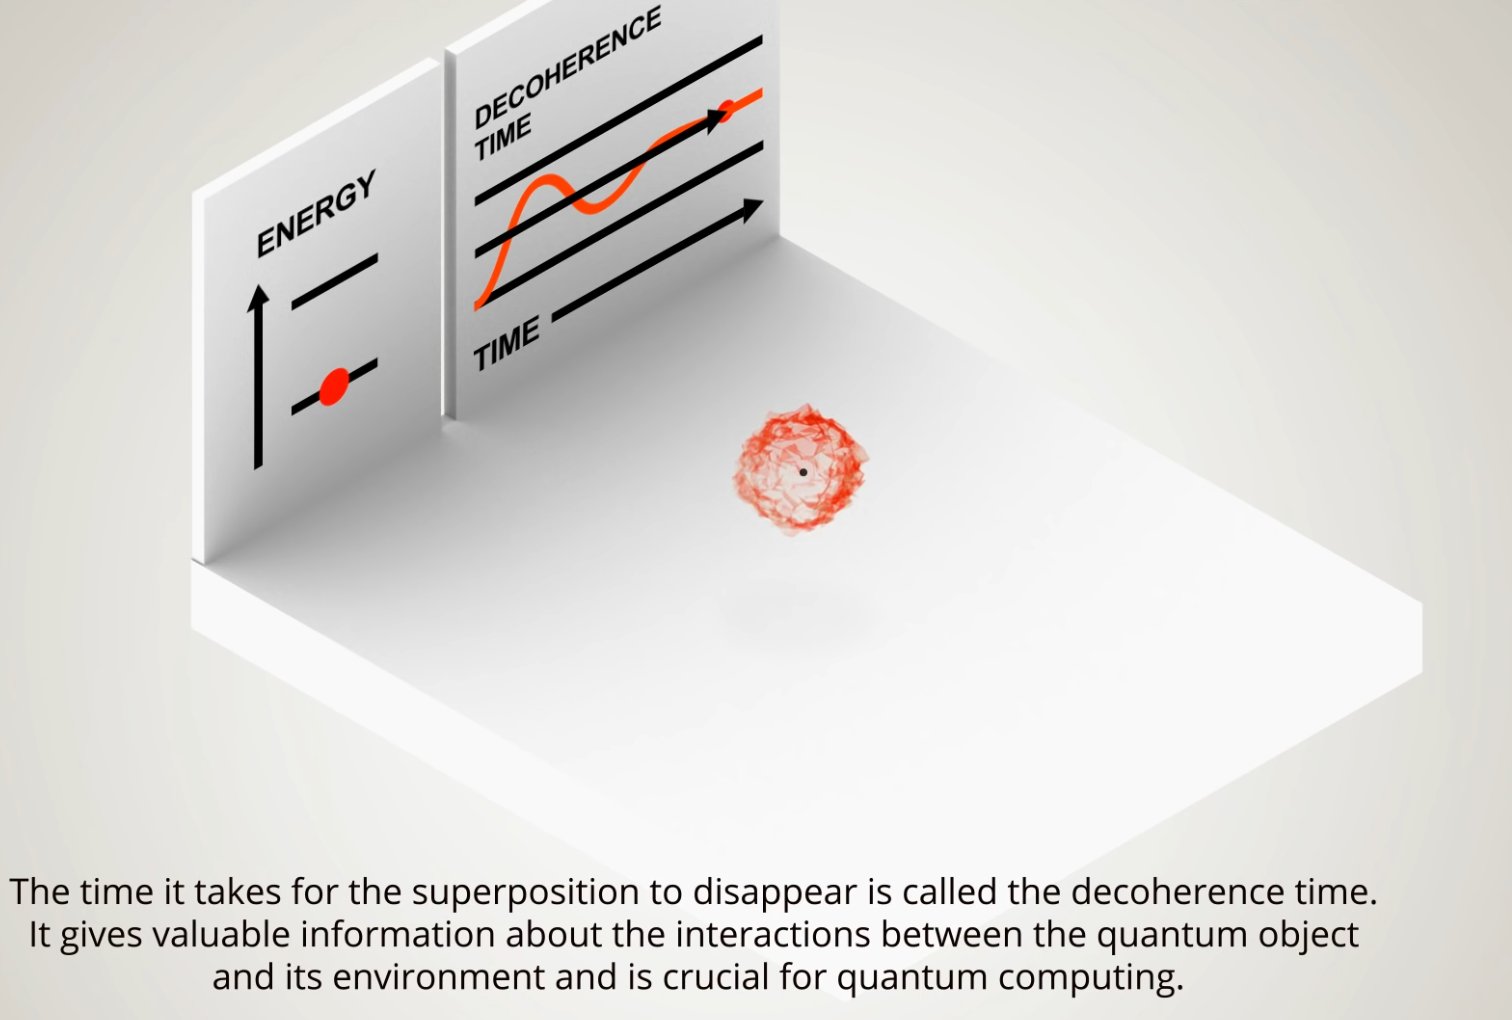 DECOHERENCE
TIME
ENERGY
TIME
The time it takes for the superposition to disappear is called the decoherence time.
It gives valuable information about the interactions between the quantum object
and its environment and is crucial for quantum computing.